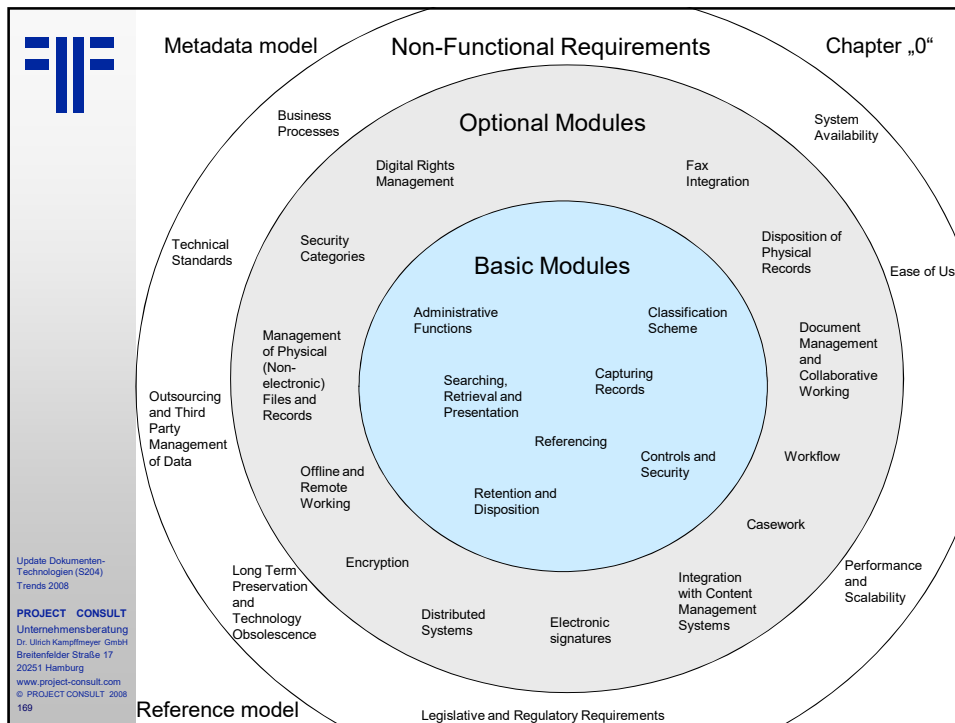 Metadata model
Non-Functional Requirements
Chapter „0“
Business
Processes
System
Availability
Optional Modules
Digital Rights
Management
Fax
Integration
Technical
Standards
Security
Categories
Disposition of
Physical
Records
Ease of Us
Basic Modules
Administrative
Functions
Classification
Scheme
Management
of Physical
(Non-
electronic)
Files and
Records
Document
Management
and
Collaborative
Working
Searching,
Retrieval and
Presentation
Capturing
Records
Outsourcing
and Third
Party
Management
of Data
Referencing
Controls and
Security
Workflow
Offline and
Remote
Working
Retention and
Disposition
Casework
Long Term
Preservation
and
Technology
Obsolescence
Encryption
Distributed
Systems
Electronic
signatures
Integration
with Content
Management
Systems
Performance
and
Scalability
Reference model
Legislative and Regulatory Requirements
Update Dokumenten-
Technologien (S204)
Trends 2008
PROJECT CONSULT
Unternehmensberatung
Dr. Ulrich Kampffmeyer GmbH
Breitenfelder Straße 17
20251 Hamburg
www.project-consult.com
© PROJECT CONSULT 2008
169